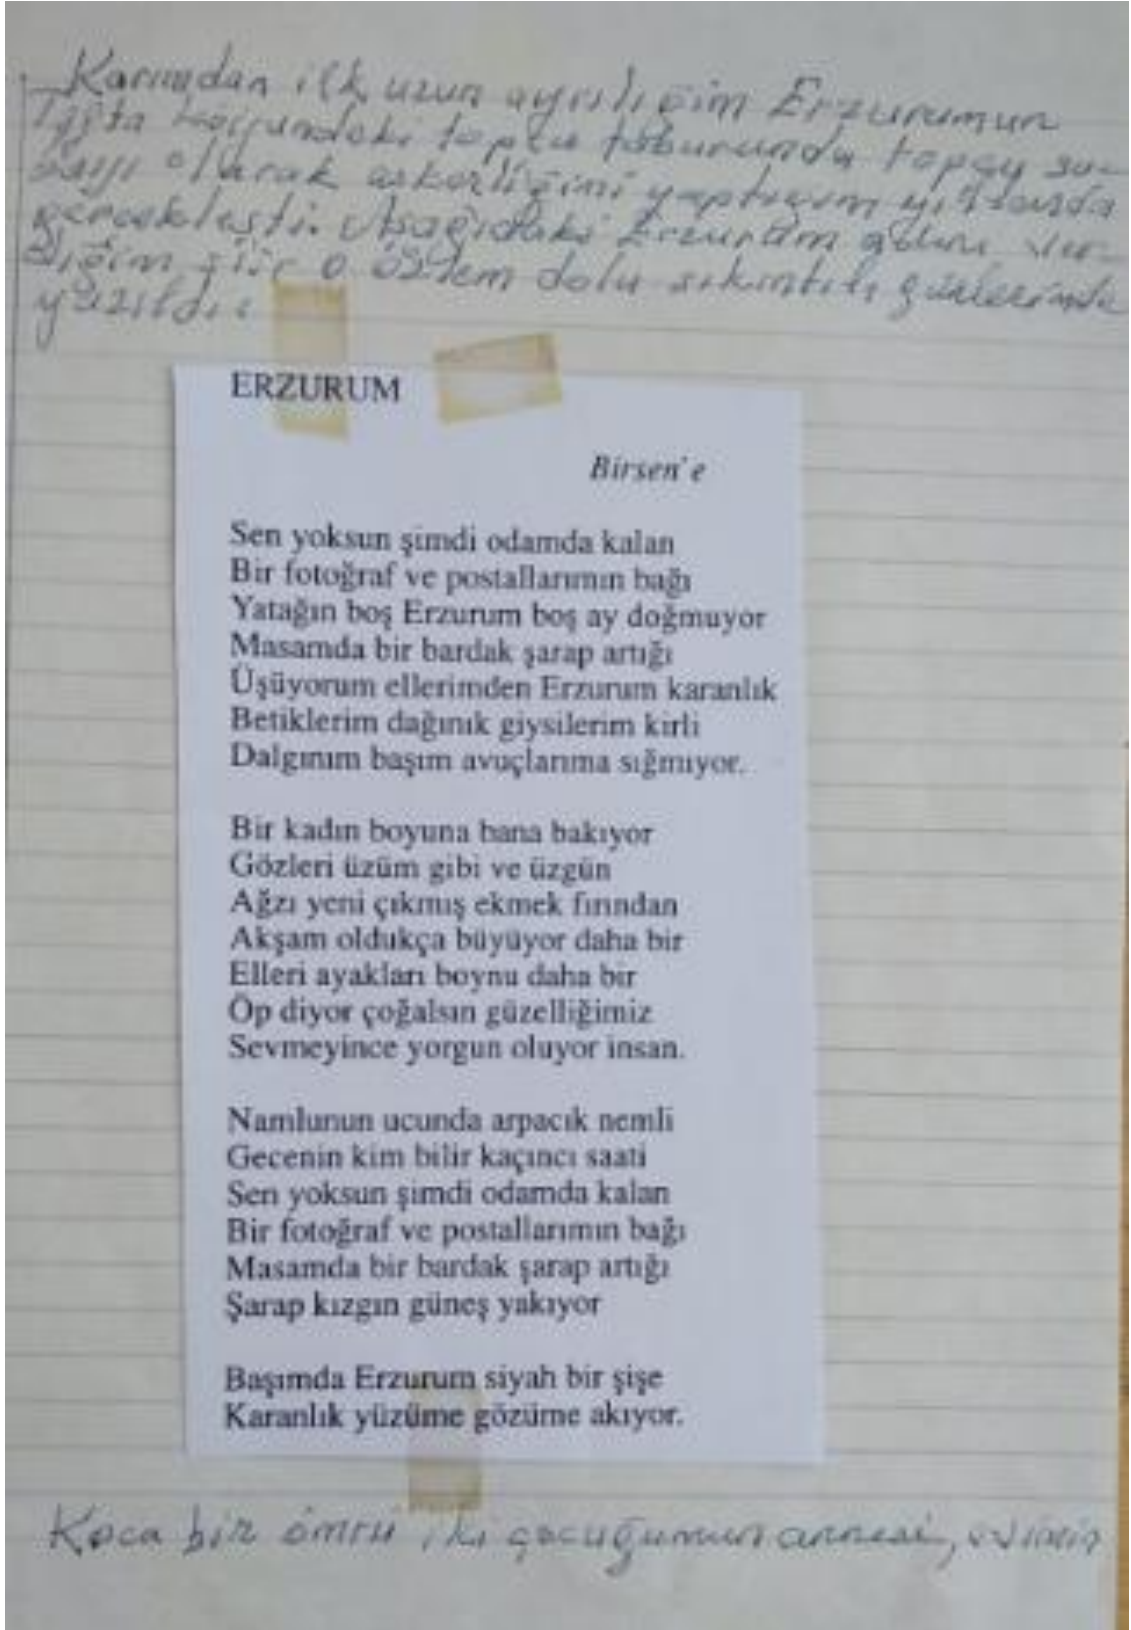 Karımdan ilk uzun ayrılığım Erzurumun
köyündeki topçu taburunda topçu su-
bayı olarak askerliğimi yaptığım yıllarda
gerçekleşti. Aşağıdaki Erzurum adını ver-
diğim şiir o özlem dolu sıkıntılı günlerimde
yazıldı:
ERZURUM
Birsen'e
Sen yoksun şimdi odamda kalan
Bir fotoğraf ve postallarımın bağı
Yatağın boş Erzurum boş ay doğmuyor
Masamda bir bardak şarap artığı
Üşüyorum ellerimden Erzurum karanlık
Betiklerim dağınık giysilerim kirli
Dalgınım başım avuçlarıma sığmıyor.
Bir kadın boyuna bana bakıyor
Gözleri üzüm gibi ve üzgün
Ağzı yeni çıkmış ekmek fırından
Akşam oldukça büyüyor daha bir
Elleri ayakları boynu daha bir
Öp diyor çoğalsın güzelliğimiz
Sevmeyince yorgun oluyor insan.
Namlunun ucunda arpacık nemli
Gecenin kim bilir kaçıncı saati
Sen yoksun şimdi odamda kalan
Bir fotoğraf ve postallarımın bağı
Masamda bir bardak şarap artığı
Şarap kızgın güneş yakıyor
Başımda Erzurum siyah bir şişe
Karanlık yüzüme gözüme akıyor.
Koca bir ömrü iki çocuğumun annesi, evimin